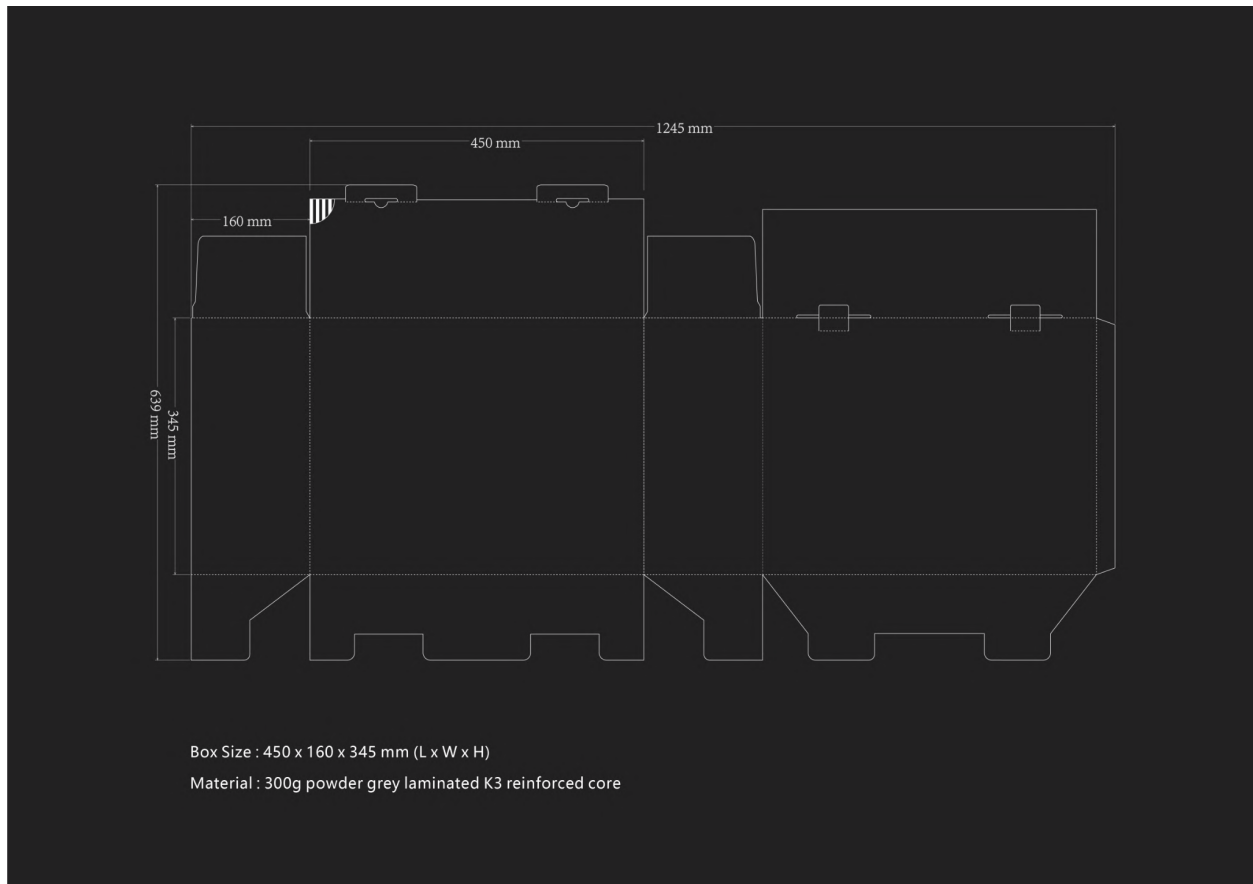 1245 mm
450 mm
160 mm
639 mm
345 mm
Box Size : 450 x 160 x 345 mm (L x W x H)
Material : 300g powder grey laminated K3 reinforced core